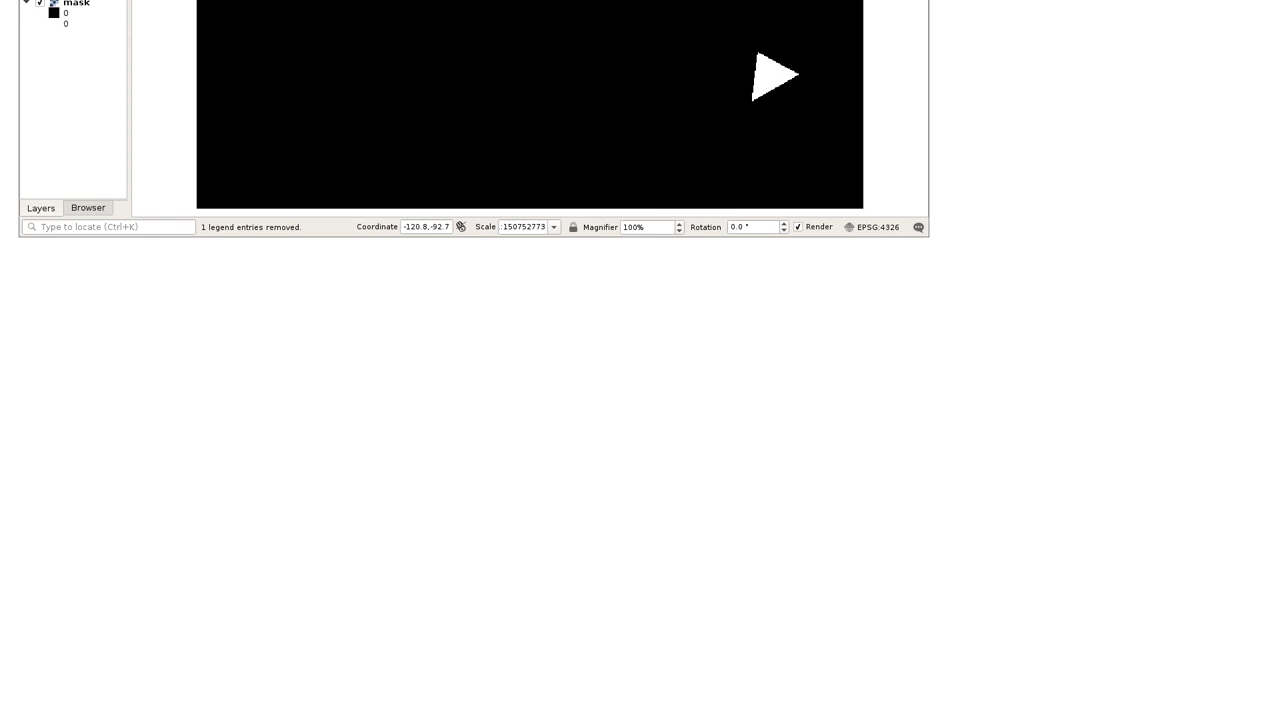 mask
0
0
Layers Browser
Type to locate (Ctrl+K) 1 legend entries removed. Coordinate -120.8,-92.7 Scale :150752773 Magnifier 100% Rotation 0.0 ° Render EPSG:4326